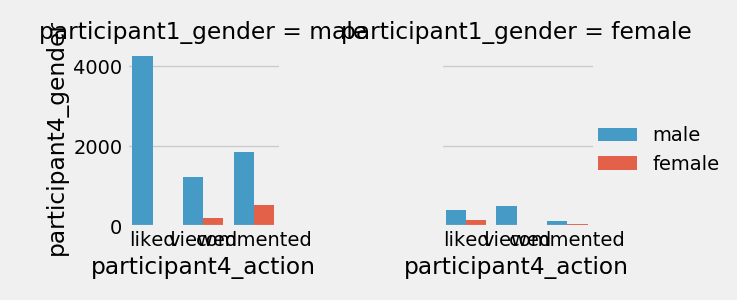 participant1_gender = male
participant1_gender = female
participant4_gender
4000
2000
0
liked
viewed
commented
liked
viewed
commented
participant4_action
participant4_action
male
female